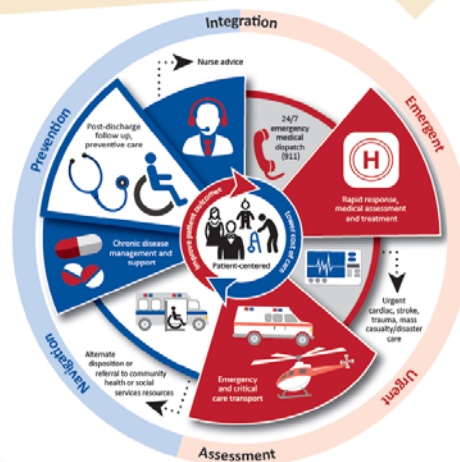 Integration
Nurse advice
Prevention
Emergent
Post-discharge
follow up,
preventive care
24/7
emergency
medical
dispatch
(911)
H
Rapid response,
medical assessment
and treatment
Improve patient outcomes
Lower cost of care
Patient-centered
Chronic disease
management and
support
Urgent
cardiac, stroke,
trauma, mass
casualty/disaster
care
Alternate
disposition or
referral to community
health or social
services resources
Emergency
and critical
care transport
Navigation
Urgent
Assessment